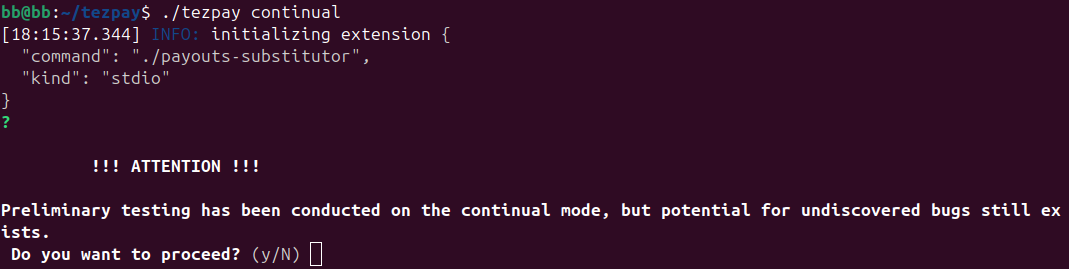 bb@bb:~/tezpay$ ./tezpay continual
[18:15:37.344] INFO: initializing extension {
  "command": "./payouts-substitutor",
  "kind": "stdio"
}
?
!!! ATTENTION !!!
Preliminary testing has been conducted on the continual mode, but potential for undiscovered bugs still ex
ists.
 Do you want to proceed? (y/N)